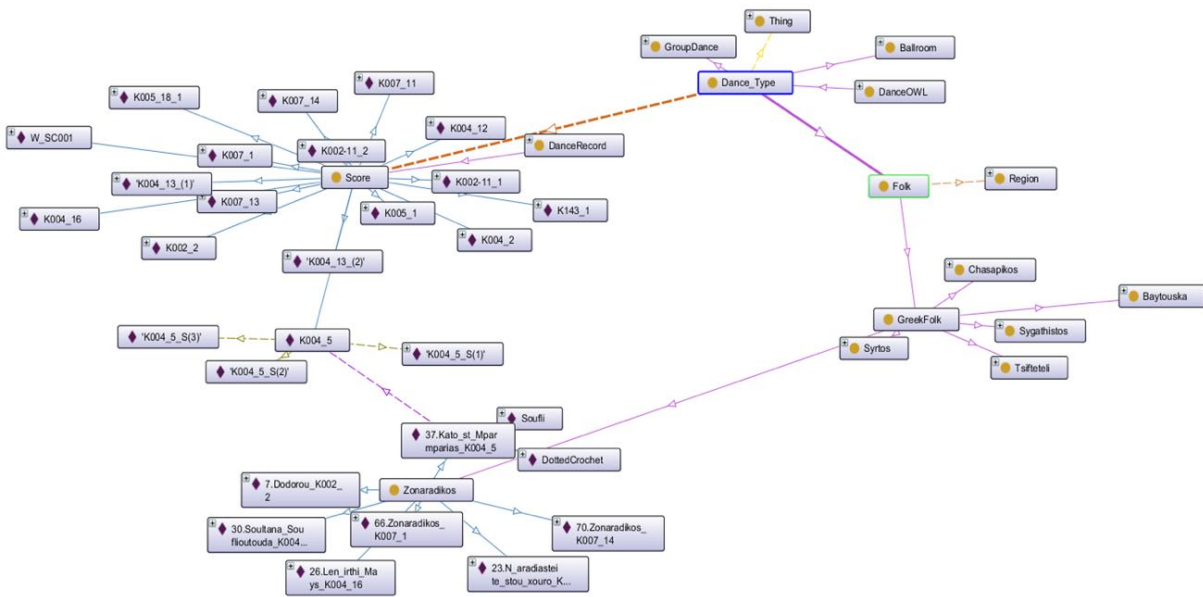 Thing
GroupDance
Ballroom
Dance_Type
DanceOWL
K007_11
K005_18_1
K007_14
K004_12
W_SC001
K007_1
K002-11_2
DanceRecord
Score
'K004_13_(1)'
K002-11_1
Folk
Region
K004_16
K007_13
K005_1
K143_1
K002_2
K004_2
'K004_13_(2)'
Chasapikos
Baytouska
GreekFolk
Sygathistos
Syrtos
Tsifteteli
'K004_5_S(3)'
K004_5
'K004_5_S(1)'
'K004_5_S(2)'
Soufli
37.Kato_st_Mpar
mparias_K004_5
DottedCrochet
Zonaradikos
7.Dodorou_K002_
2
30.Soultana_Sou
flioutouda_K004...
66.Zonaradikos_
K007_1
70.Zonaradikos_
K007_14
26.Len_irthi_Ma
ys_K004_16
23.N_aradiastei
te_stou_xouro_K...